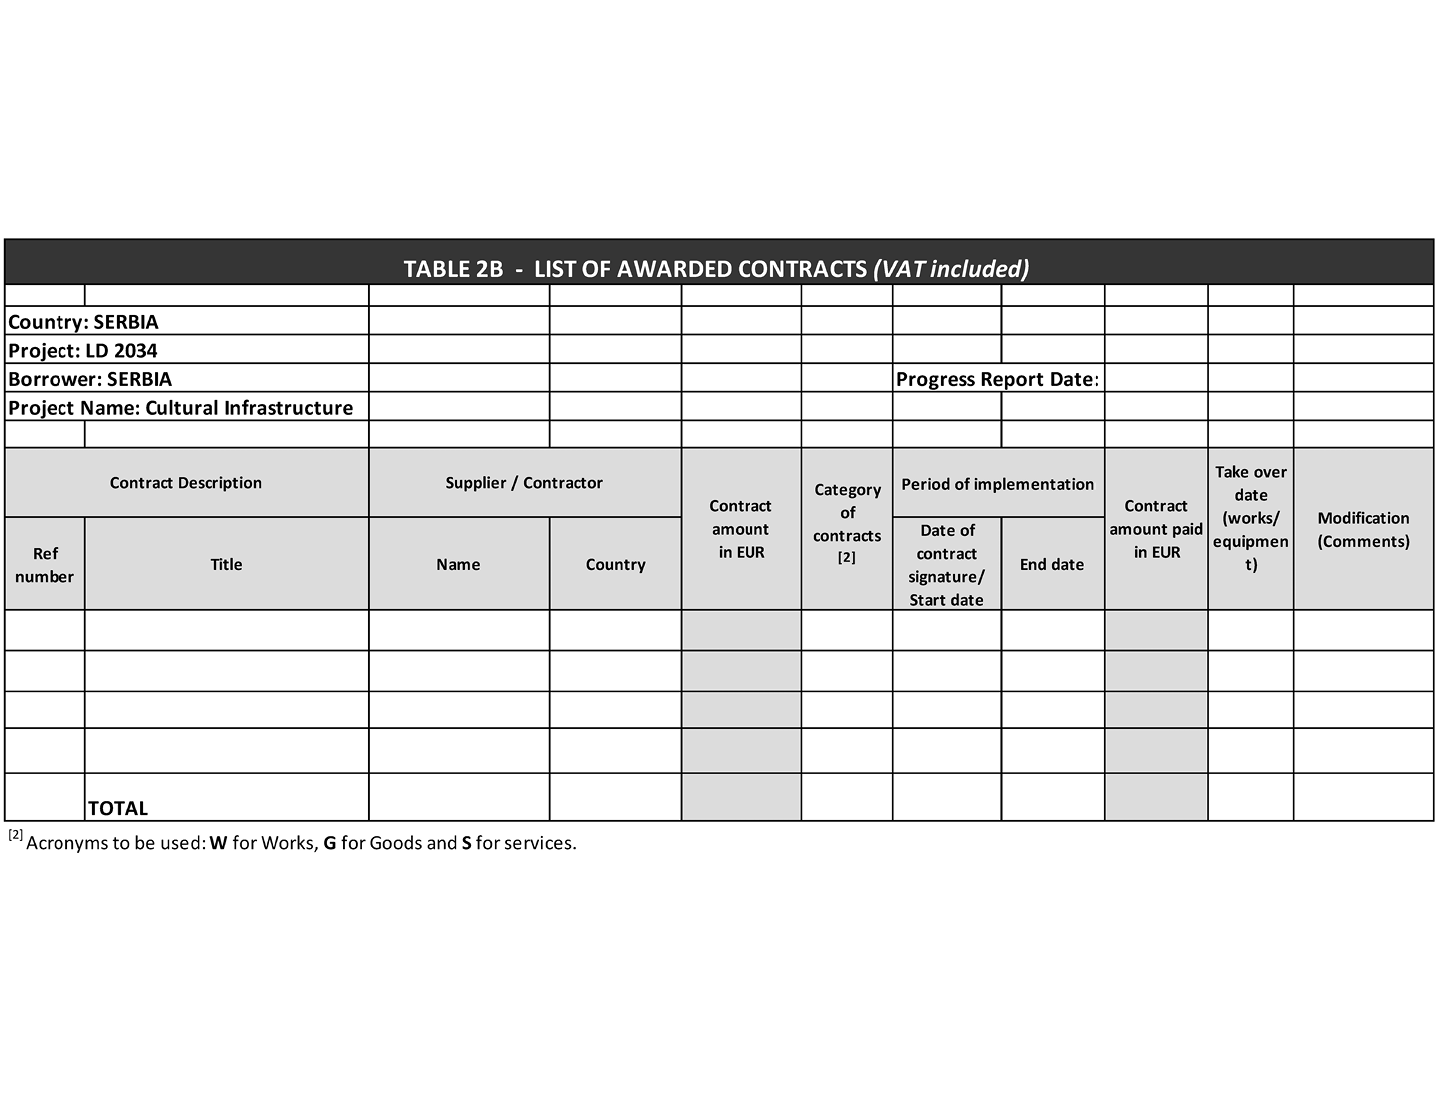 TABLE 2B - LIST OF AWARDED CONTRACTS (VAT included)
Country: SERBIA
Project: LD 2034
Borrower: SERBIA
Progress Report Date:
Project Name: Cultural Infrastructure
Contract Description
Supplier / Contractor
Contract
amount
in EUR
Category
of
contracts
[2]
Period of implementation
Contract
amount paid
in EUR
Take over
date
(works/
equipmen
t)
Modification
(Comments)
Ref
number
Title
Name
Country
Date of
contract
signature/
Start date
End date
TOTAL
[2] Acronyms to be used: W for Works, G for Goods and S for services.